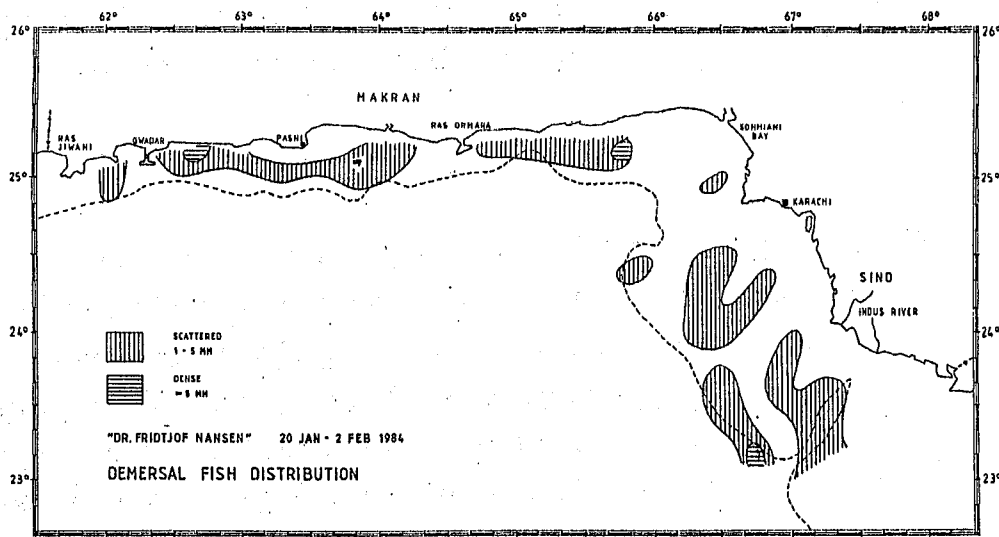 62° 63° 64° 65° 66° 67° 68°
26° 26°
MAKRAN
RAS JIWANI
GWADAR
PASNI
RAS ORMARA
SONMIANI BAY
25° 25°
KARACHI
SIND
INDUS RIVER
24° 24°
SCATTERED
1 - 5 MM
DENSE
5 MM
"DR. FRIDTJOF NANSEN" 20 JAN - 2 FEB 1984
DEMERSAL FISH DISTRIBUTION
23° 23°